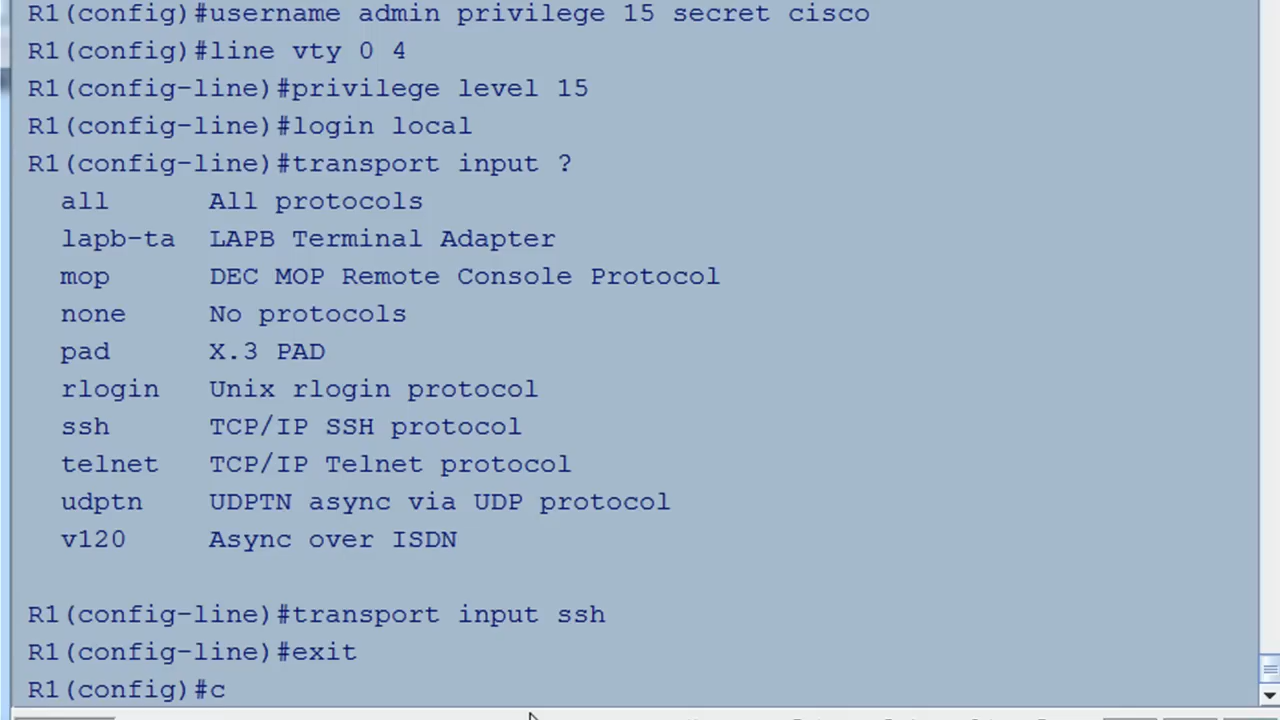 R1(config)#username admin privilege 15 secret cisco
R1(config)#line vty 0 4
R1(config-line)#privilege level 15
R1(config-line)#login local
R1(config-line)#transport input ?
  all      All protocols
  lapb-ta  LAPB Terminal Adapter
  mop      DEC MOP Remote Console Protocol
  none     No protocols
  pad      X.3 PAD
  rlogin   Unix rlogin protocol
  ssh      TCP/IP SSH protocol
  telnet   TCP/IP Telnet protocol
  udptn    UDPTN async via UDP protocol
  v120     Async over ISDN
R1(config-line)#transport input ssh
R1(config-line)#exit
R1(config)#c